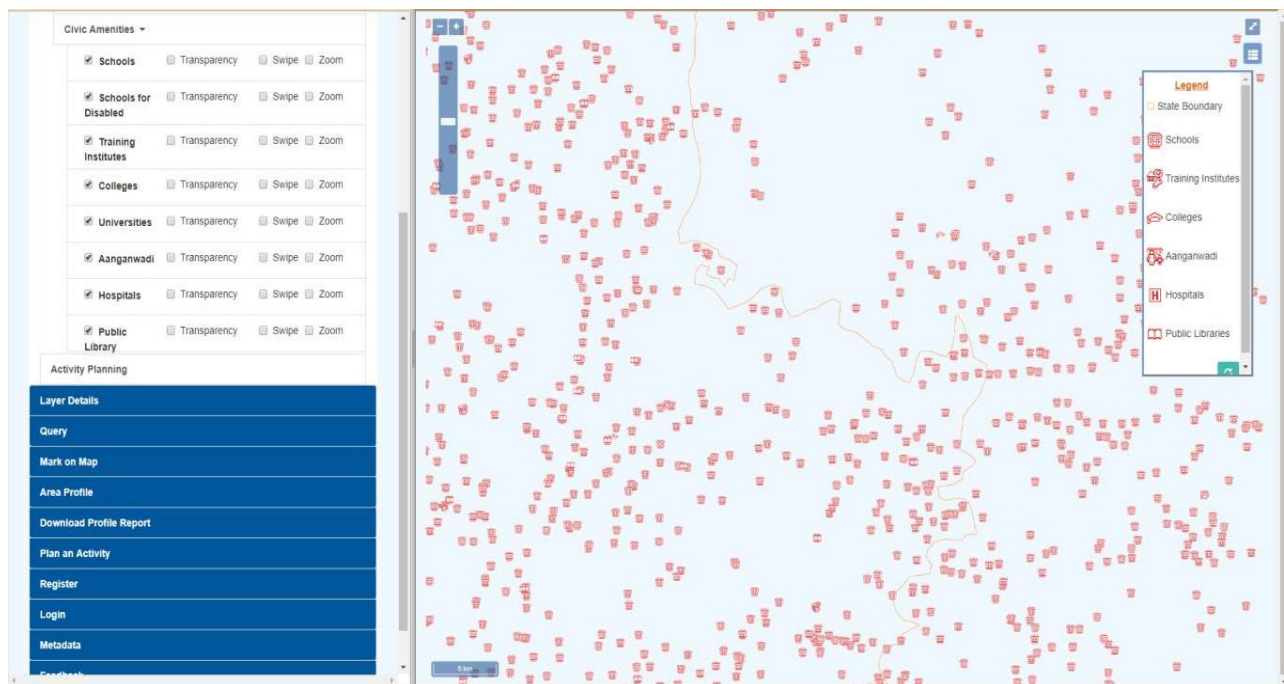 Civic Amenities
Schools Transparency Swipe Zoom
Schools for Transparency Swipe Zoom
Disabled
Training Transparency Swipe Zoom
Institutes
Colleges Transparency Swipe Zoom
Universities Transparency Swipe Zoom
Aanganwadi Transparency Swipe Zoom
Hospitals Transparency Swipe Zoom
Public Transparency Swipe Zoom
Library
Activity Planning
Layer Details
Query
Mark on Map
Area Profile
Download Profile Report
Plan an Activity
Register
Login
Metadata
Feedback
5 km
Legend
State Boundary
Schools
Training Institutes
Colleges
Aanganwadi
H Hospitals
Public Libraries